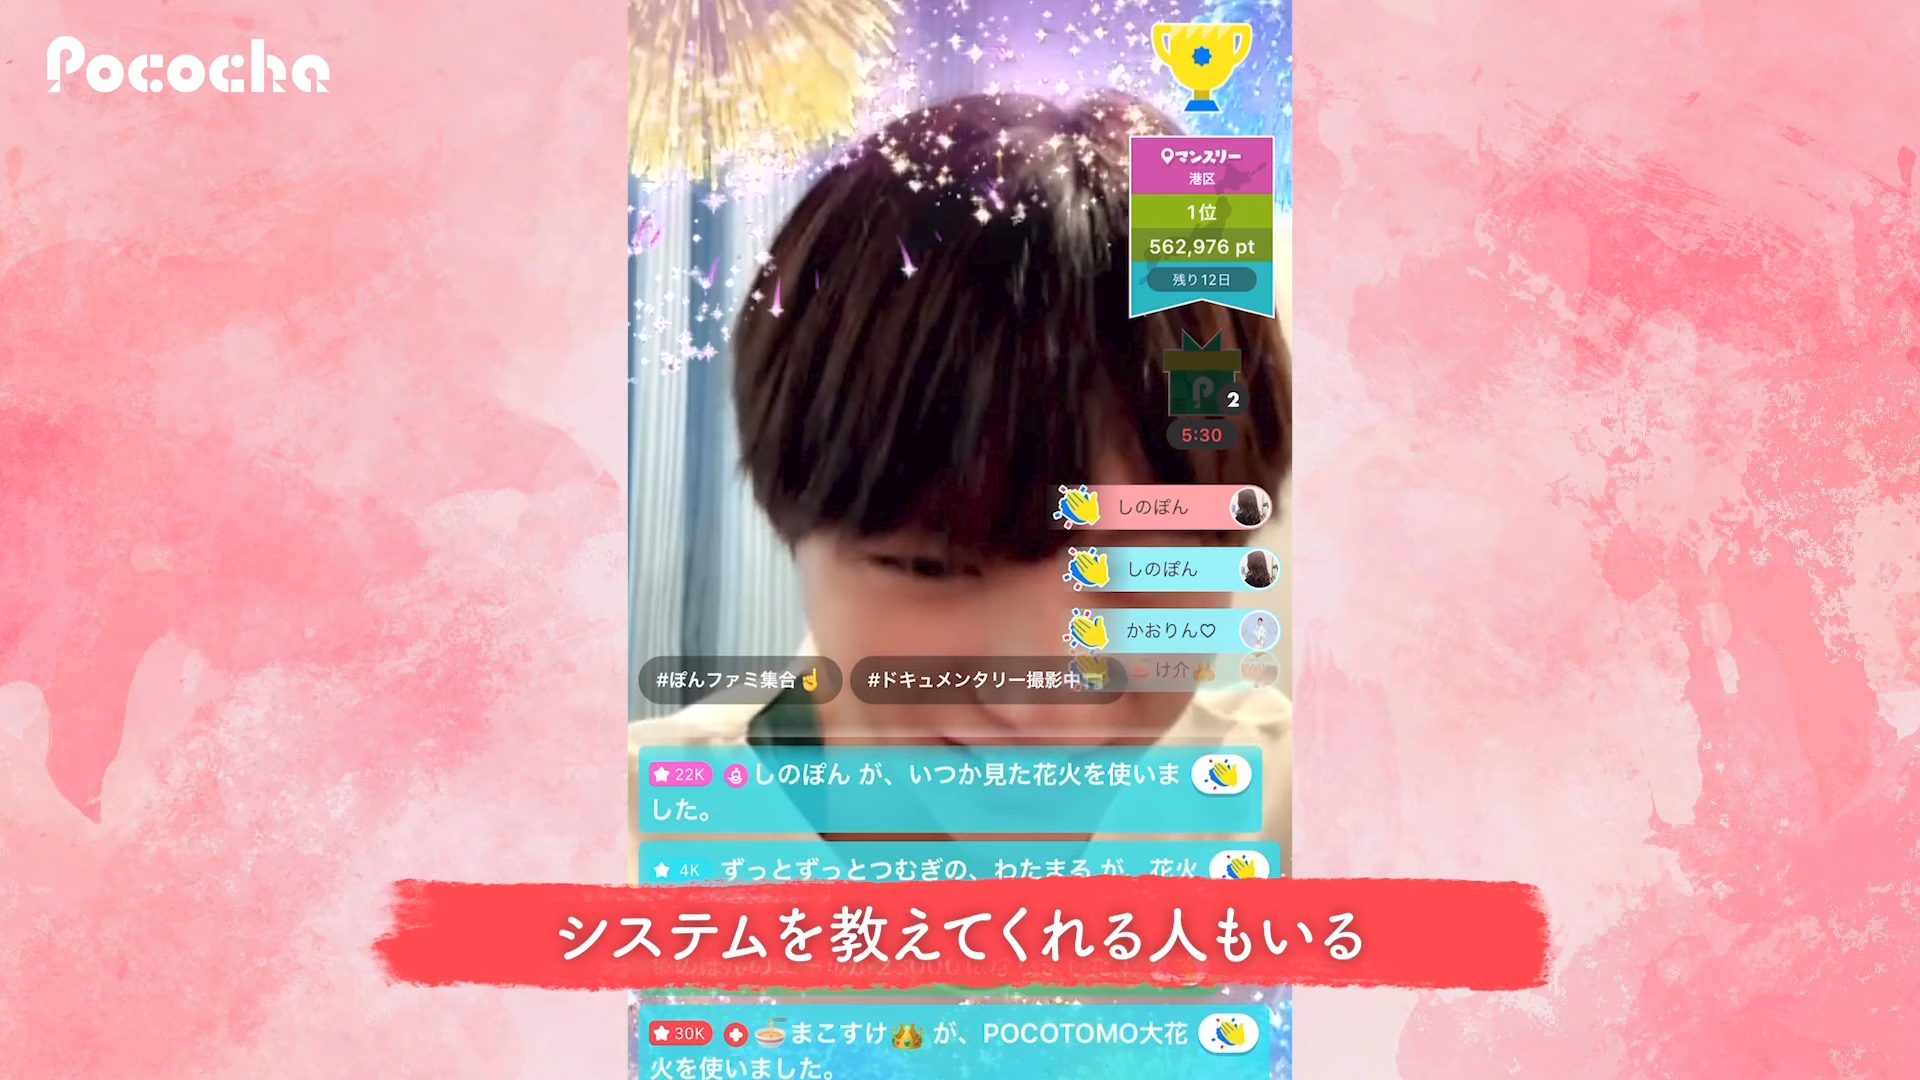 Pococha
マンスリー
港区
1位
562,976 pt
残り12日
P
2
5:30
しのぽん
しのぽん
かおりん♡
け介
#ぽんファミ集合☝
#ドキュメンタリー撮影中
22K しのぽん が、いつか見た花火を使いま
した。
4K ずっとずっとつむぎの、わたまる が、花火
システムを教えてくれる人もいる
30K 🍜まこすけ👑 が、POCOTOMO大花
火を使いました。